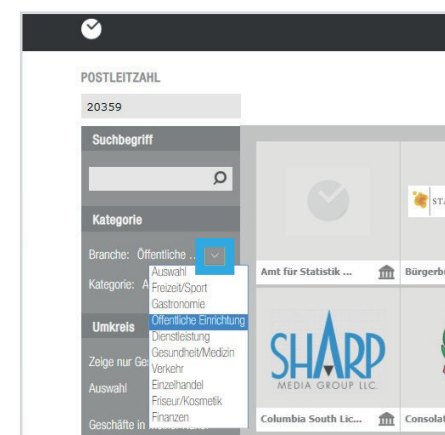 POSTLEITZAHL
20359
Suchbegriff
Kategorie
Branche: Öffentliche ...
Kategorie: A
Auswahl
Freizeit/Sport
Gastronomie
Öffentliche Einrichtung
Dienstleistung
Gesundheit/Medizin
Verkehr
Einzelhandel
Friseur/Kosmetik
Finanzen
Umkreis
Zeige nur Ge
Auswahl
Geschäfte in
STA
Amt für Statistik ...
Bürgerb
SHARP
MEDIA GROUP LLC
Columbia South Lic...
Consolat